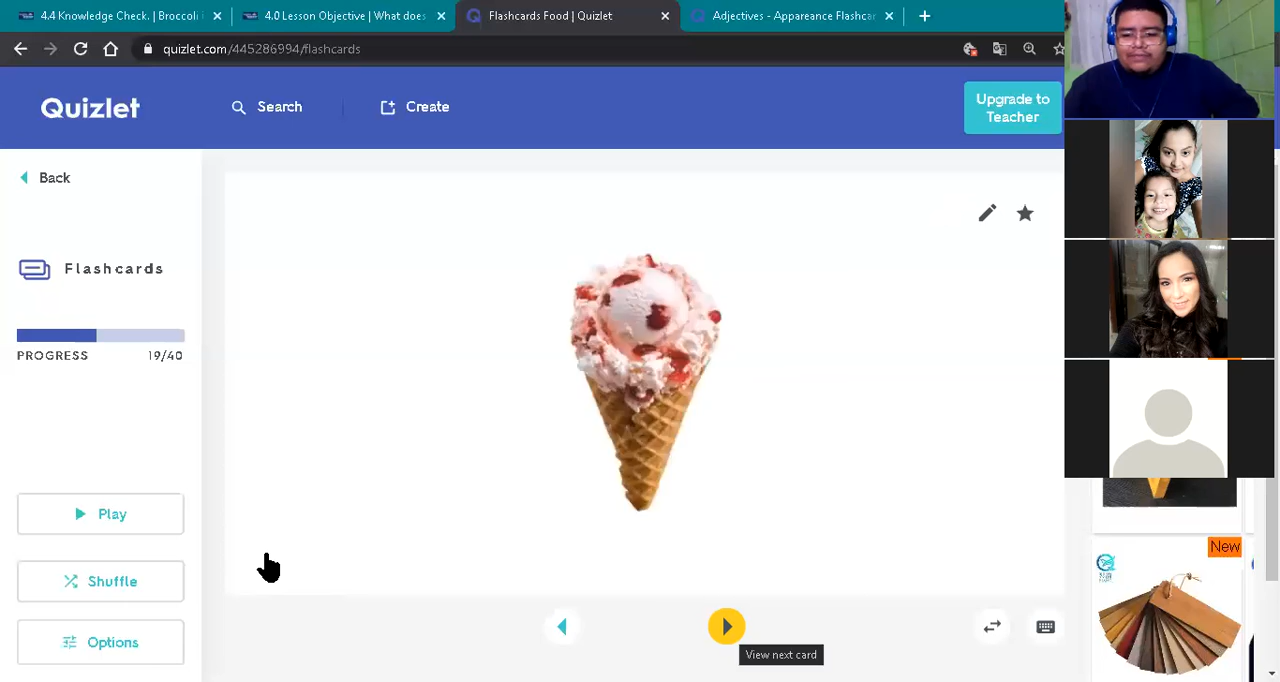 4.4 Knowledge Check. | Broccoli i
4.0 Lesson Objective | What does
Flashcards Food | Quizlet
Adjectives - Appareance Flashcar
quizlet.com/445286994/flashcards
Quizlet
Search
Create
Upgrade to
Teacher
Back
Flashcards
PROGRESS 19/40
Play
Shuffle
Options
View next card
New